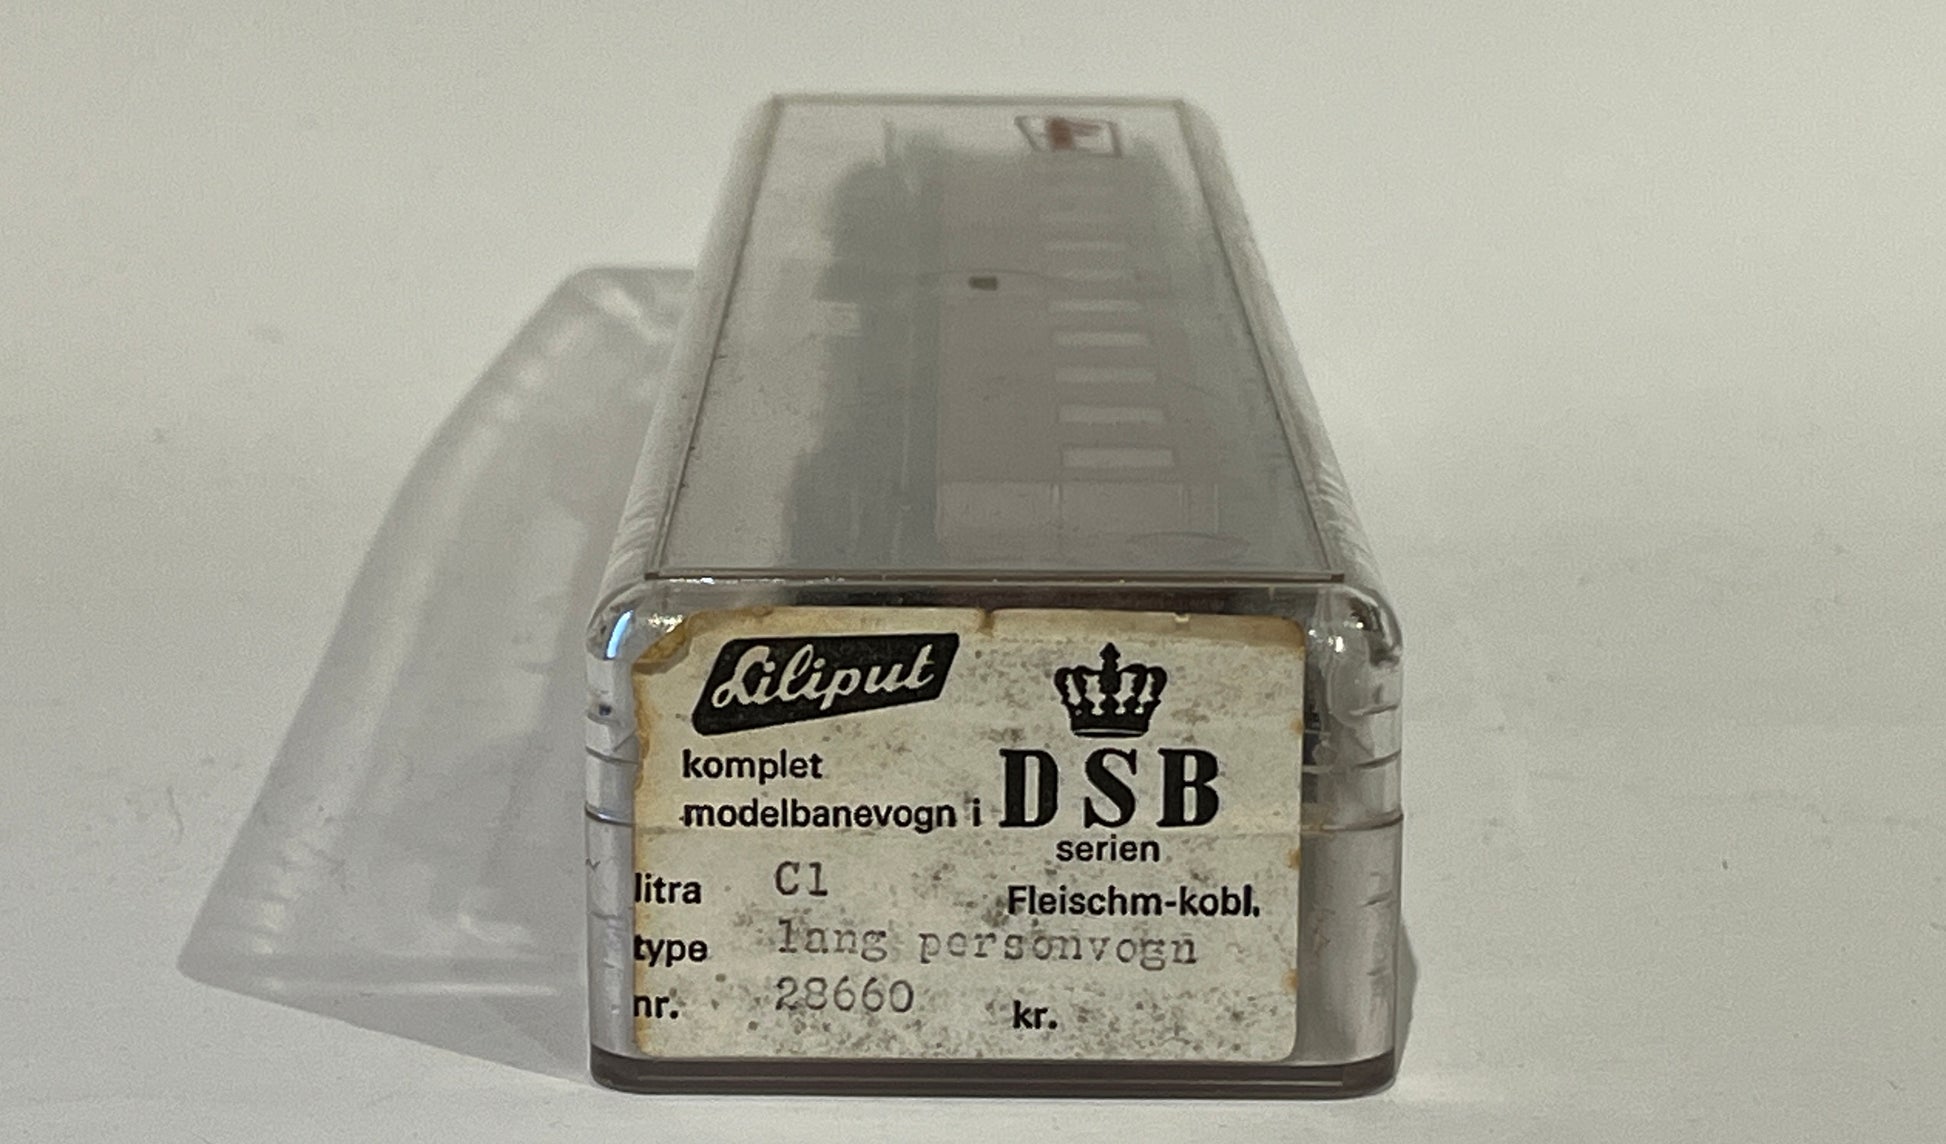 Liliput
komplet
modelbanevogn i DSB
serien
litra C1 Fleischm-kobl.
type lang personvogn
nr. 28660 kr.